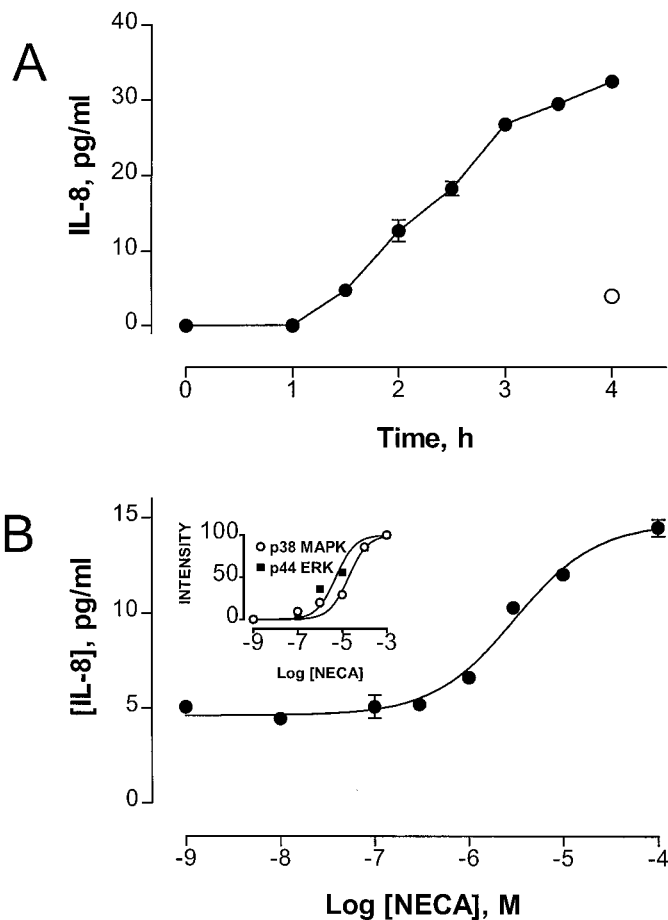 A
IL-8, pg/ml
40
30
20
10
0
0 1 2 3 4
Time, h
B
[IL-8], pg/ml
15
10
5
0
INTENSITY
100
50
0
p38 MAPK
p44 ERK
-9 -7 -5 -3
Log [NECA]
-9 -8 -7 -6 -5 -4
Log [NECA], M